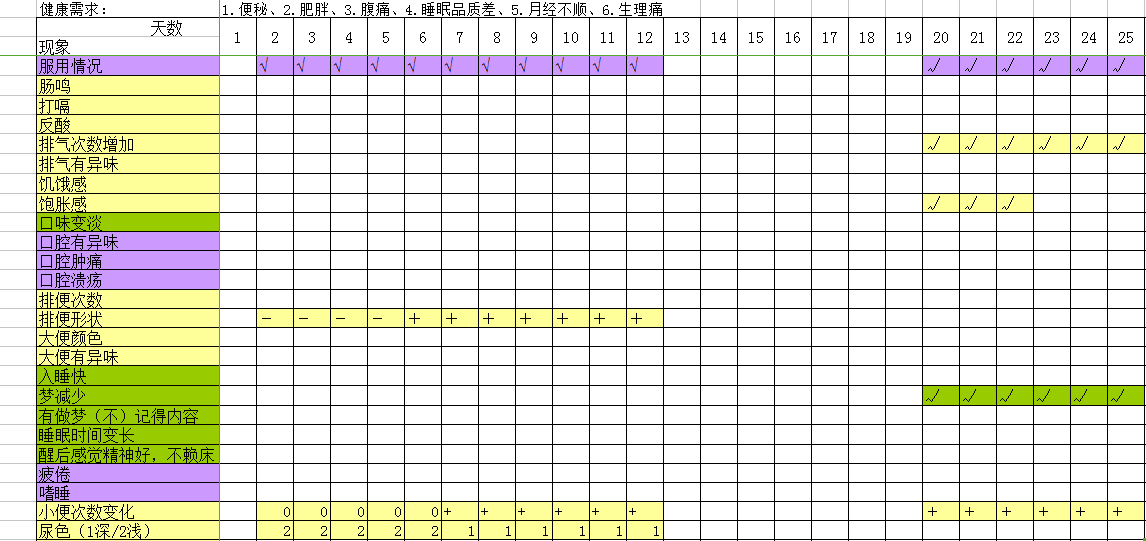 健康需求: 1.便秘、2.肥胖、3.腹痛、4.睡眠品质差、5.月经不顺、6.生理痛
天数 1 2 3 4 5 6 7 8 9 10 11 12 13 14 15 16 17 18 19 20 21 22 23 24 25
现象
服用情况 √ √ √ √ √ √ √ √ √ √ √ √ √ √ √ √ √
肠鸣
打嗝
反酸
排气次数增加 √ √ √ √ √ √
排气有异味
饥饿感
饱胀感 √ √ √
口味变淡
口腔有异味
口腔肿痛
口腔溃疡
排便次数
排便形状 － － － － ＋ ＋ ＋ ＋ ＋ ＋ ＋
大便颜色
大便有异味
入睡快
梦减少 √ √ √ √ √ √
有做梦（不）记得内容
睡眠时间变长
醒后感觉精神好，不赖床
疲倦
嗜睡
小便次数变化 0 0 0 0 0 + + + + + + + + + + + +
尿色（1深/2浅） 2 2 2 2 2 1 1 1 1 1 1